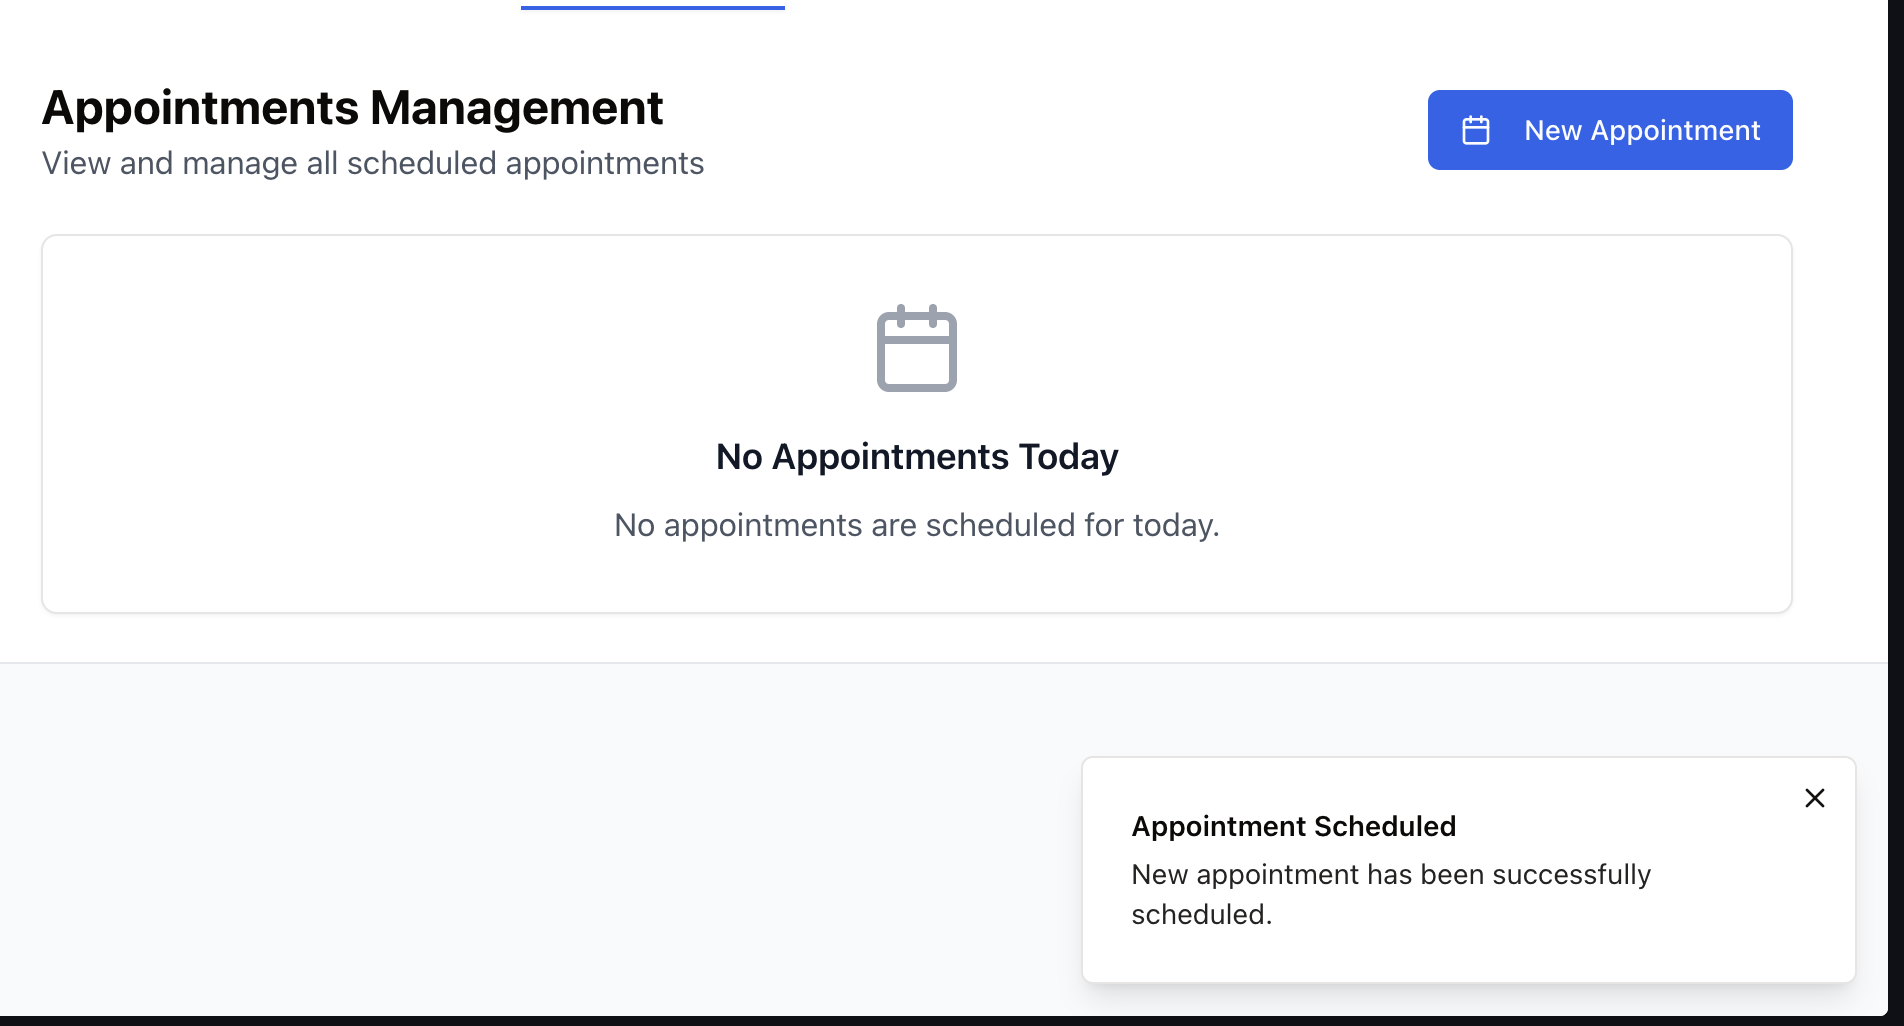 Appointments Management
View and manage all scheduled appointments
New Appointment
No Appointments Today
No appointments are scheduled for today.
Appointment Scheduled
New appointment has been successfully
scheduled.